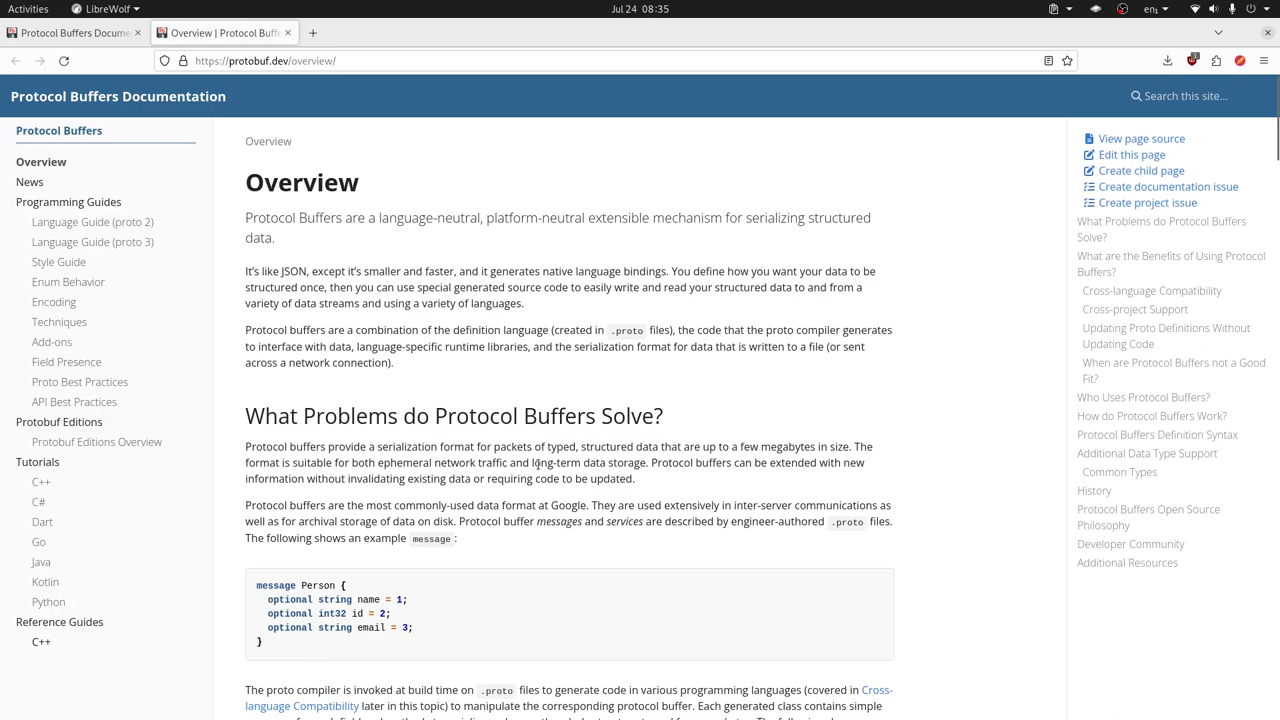 Activities
LibreWolf
Jul 24 08:35
en₁
Protocol Buffers Docume
Overview | Protocol Buffe
https://protobuf.dev/overview/
1
Protocol Buffers Documentation
Search this site...
Protocol Buffers
Overview
News
Programming Guides
Language Guide (proto 2)
Language Guide (proto 3)
Style Guide
Enum Behavior
Encoding
Techniques
Add-ons
Field Presence
Proto Best Practices
API Best Practices
Protobuf Editions
Protobuf Editions Overview
Tutorials
C++
C#
Dart
Go
Java
Kotlin
Python
Reference Guides
C++
Overview
Overview
Protocol Buffers are a language-neutral, platform-neutral extensible mechanism for serializing structured
data.
It’s like JSON, except it’s smaller and faster, and it generates native language bindings. You define how you want your data to be
structured once, then you can use special generated source code to easily write and read your structured data to and from a
variety of data streams and using a variety of languages.
Protocol buffers are a combination of the definition language (created in .proto files), the code that the proto compiler generates
to interface with data, language-specific runtime libraries, and the serialization format for data that is written to a file (or sent
across a network connection).
What Problems do Protocol Buffers Solve?
Protocol buffers provide a serialization format for packets of typed, structured data that are up to a few megabytes in size. The
format is suitable for both ephemeral network traffic and long-term data storage. Protocol buffers can be extended with new
information without invalidating existing data or requiring code to be updated.
Protocol buffers are the most commonly-used data format at Google. They are used extensively in inter-server communications as
well as for archival storage of data on disk. Protocol buffer messages and services are described by engineer-authored .proto files.
The following shows an example message:
message Person {
optional string name = 1;
optional int32 id = 2;
optional string email = 3;
}
The proto compiler is invoked at build time on .proto files to generate code in various programming languages (covered in Cross-
language Compatibility later in this topic) to manipulate the corresponding protocol buffer. Each generated class contains simple
View page source
Edit this page
Create child page
Create documentation issue
Create project issue
What Problems do Protocol Buffers
Solve?
What are the Benefits of Using Protocol
Buffers?
Cross-language Compatibility
Cross-project Support
Updating Proto Definitions Without
Updating Code
When are Protocol Buffers not a Good
Fit?
Who Uses Protocol Buffers?
How do Protocol Buffers Work?
Protocol Buffers Definition Syntax
Additional Data Type Support
Common Types
History
Protocol Buffers Open Source
Philosophy
Developer Community
Additional Resources